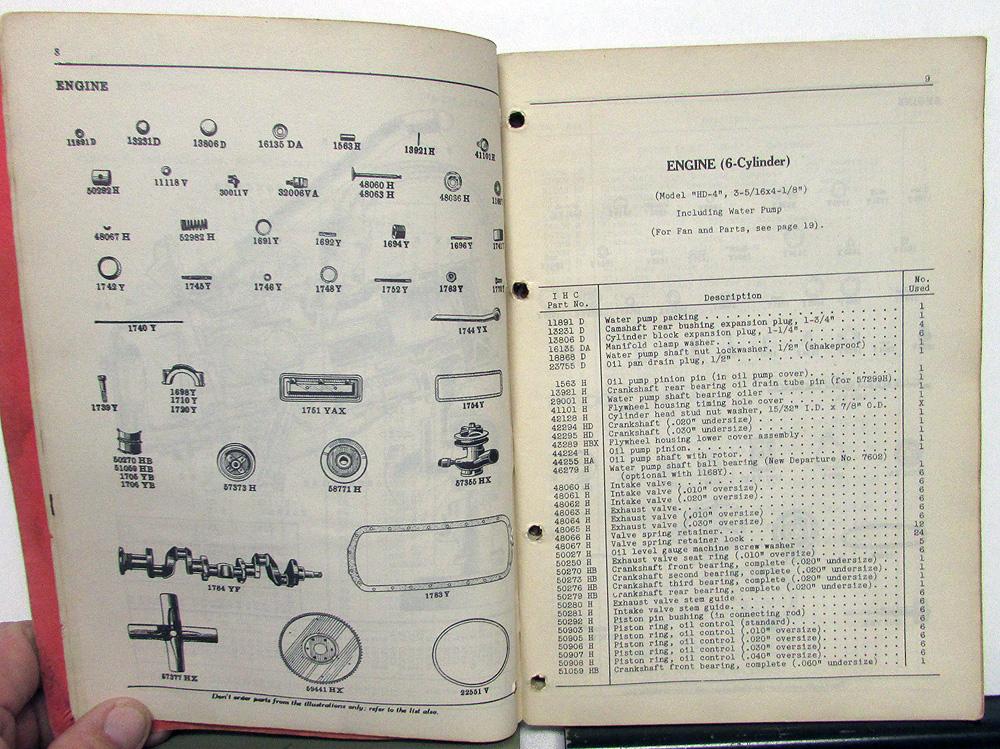 8
ENGINE
11891 D 13231D 13806 D 16135 DA 1563 H 13921 H 41101 H
50292 H 11118 V 30011 V 32006 V A 48060 H 48036 H
48063 H
48067 H 52982 H 1691 Y 1692 Y 1694 Y 1696 Y
1742 Y 1745 Y 1746 Y 1748 Y 1752 Y 1763 Y
1740 Y 1744 YX
1739 Y 1698 Y 1751 YAX 1754 Y
1710 Y
1720 Y
50270 HB
51059 HB
1705 YB
1706 YB
57373 H 58771 H 57355 HX
1784 YF 1783 Y
57377 HX 59441 HX 22551 V
Don't order parts from the illustrations only; refer to the list also.
9
ENGINE (6-Cylinder)
(Model "HD-4", 3-5/16x4-1/8")
Including Water Pump
(For Fan and Parts, see page 19).
I H C Part No. Description No. Used
11891 D Water pump packing 1
13231 D Camshaft rear bushing expansion plug, 1-3/4" 1
13806 D Cylinder block expansion plug, 1-1/4". 4
16135 DA Manifold clamp washer. 6
18868 D Water pump shaft nut lockwasher, 1/2" (shakeproof) 1
23755 D Oil pan drain plug, 1/2" 1
1563 H Oil pump pinion pin (in oil pump cover). 1
13921 H Crankshaft rear bearing oil drain tube pin (for 57299H). 1
29001 H Water pump shaft bearing oiler 1
41101 H Flywheel housing timing hole cover 1
42128 H Cylinder head stud nut washer, 15/32" I.D. x 7/8" O.D. X
42294 HD Crankshaft (.020" undersize) 1
42295 HD Crankshaft (.030" undersize) 1
43289 HBX Flywheel housing lower cover assembly. 1
44224 H Oil pump pinion. 1
44255 HA Oil pump shaft with rotor. 1
46279 H Water pump shaft ball bearing (New Departure No. 7602)
(optional with 1168Y). 1
48060 H Intake valve 6
48061 H Intake valve (.010" oversize). 6
48062 H Intake valve (.020" oversize). 6
48063 H Exhaust valve. 6
48064 H Exhaust valve (.010" oversize) 6
48065 H Exhaust valve (.030" oversize) 6
48066 H Valve spring retainer. 12
48067 H Valve spring retainer lock 24
50027 H Oil level gauge machine screw washer 5
50250 H Exhaust valve seat ring (.010" oversize) 6
50270 HB Crankshaft front bearing, complete (.020" undersize) 1
50273 HB Crankshaft second bearing, complete (.020" undersize) 1
50276 HB Crankshaft third bearing, complete (.020" undersize) 1
50279 HB Crankshaft rear bearing, complete (.020" undersize) 1
50280 H Exhaust valve stem guide 6
50281 H Intake valve stem guide. 6
50292 H Piston pin bushing (in connecting rod) 6
50903 H Piston ring, oil control (standard). 6
50905 H Piston ring, oil control (.010" oversize) 6
50906 H Piston ring, oil control (.020" oversize) 6
50907 H Piston ring, oil control (.030" oversize) 6
50908 H Piston ring, oil control (.040" oversize) 6
51059 HB Crankshaft front bearing, complete (.060" undersize) 1